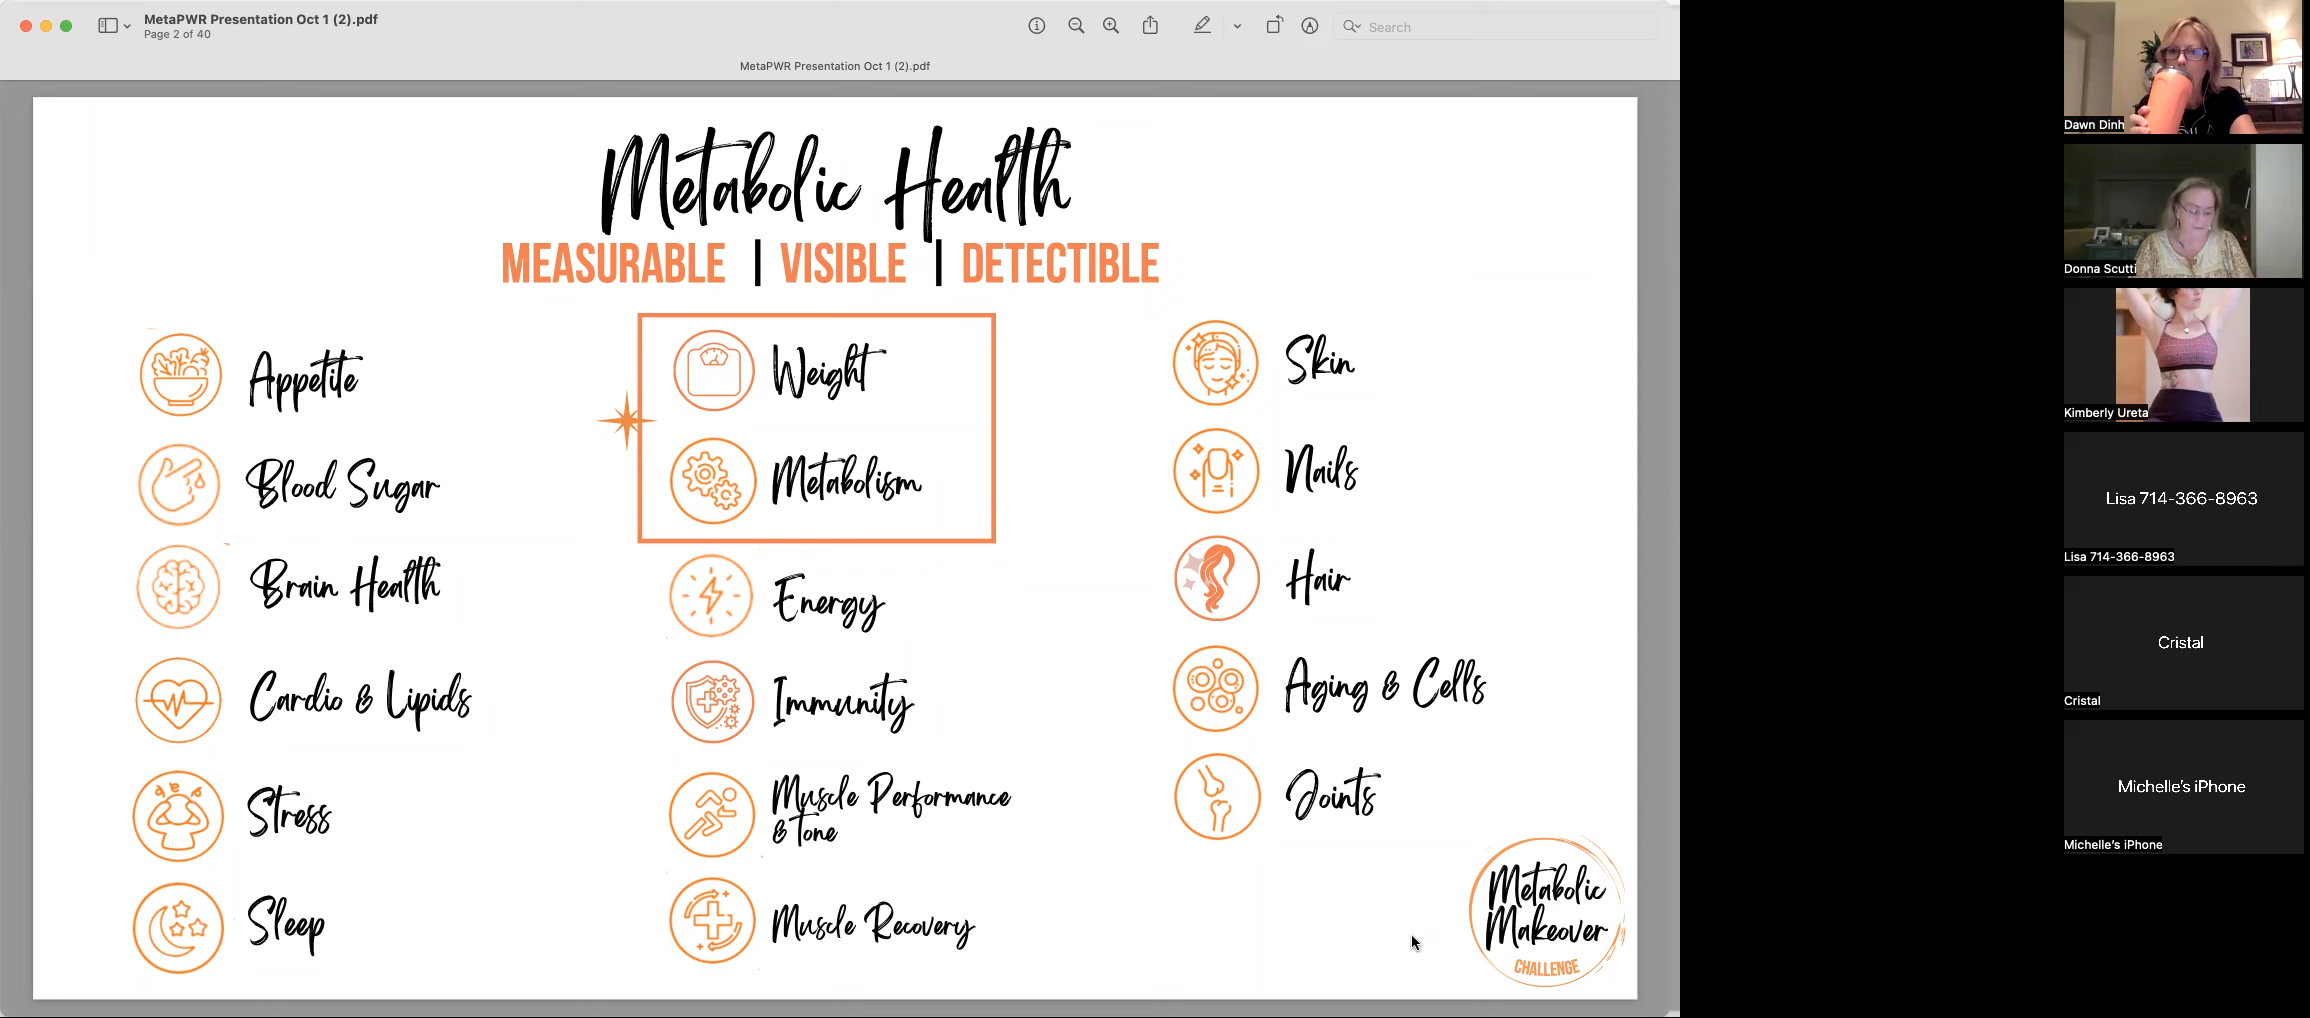 MetaPWR Presentation Oct 1 (2).pdf
Page 2 of 40
Search
MetaPWR Presentation Oct 1 (2).pdf
Metabolic Health
MEASURABLE | VISIBLE | DETECTIBLE
Appetite
Blood Sugar
Brain Health
Cardio & Lipids
Stress
Sleep
Weight
Metabolism
Energy
Immunity
Muscle Performance
& Tone
Muscle Recovery
Skin
Nails
Hair
Aging & Cells
Joints
Metabolic
Makeover
CHALLENGE
Dawn Dinh
Donna Scutti
Kimberly Ureta
Lisa 714-366-8963
Lisa 714-366-8963
Cristal
Cristal
Michelle's iPhone
Michelle's iPhone